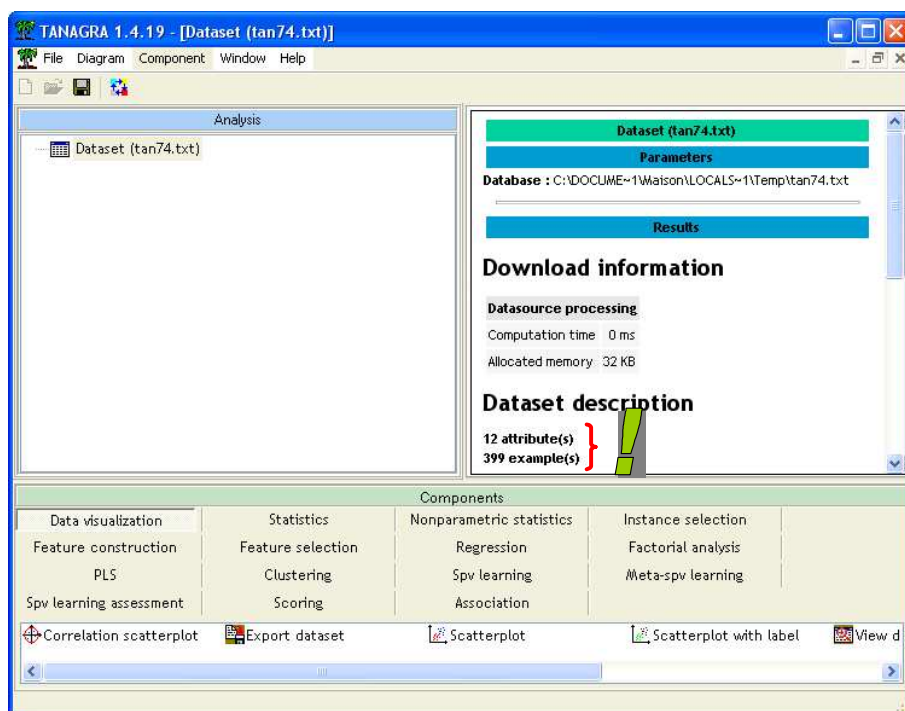 TANAGRA 1.4.19 - [Dataset (tan74.txt)]
File Diagram Component Window Help
Analysis
Dataset (tan74.txt)
Dataset (tan74.txt)
Parameters
Database : C:\DOCUME~1\Maison\LOCALS~1\Temp\tan74.txt
Results
Download information
Datasource processing
Computation time 0 ms
Allocated memory 32 KB
Dataset description
12 attribute(s)
399 example(s)
!
Components
Data visualization Statistics Nonparametric statistics Instance selection
Feature construction Feature selection Regression Factorial analysis
PLS Clustering Spv learning Meta-spv learning
Spv learning assessment Scoring Association
Correlation scatterplot Export dataset Scatterplot Scatterplot with label View d